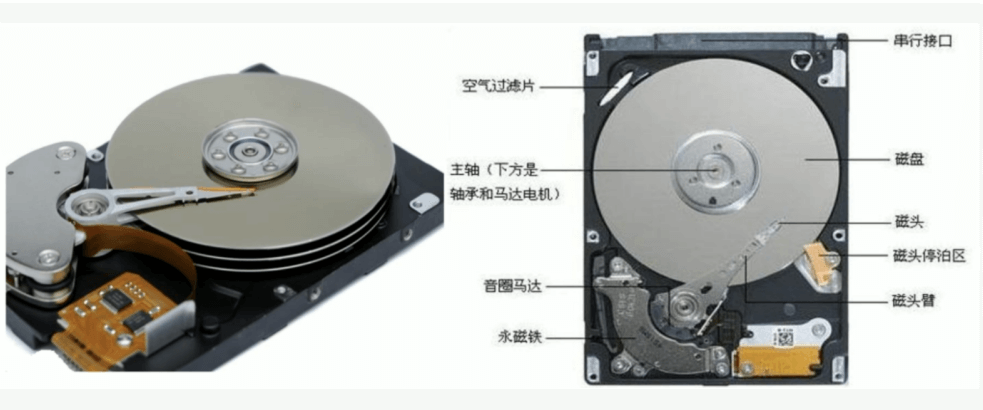 串行接口
空气过滤片
磁盘
主轴（下方是
轴承和马达电机）
磁头
磁头停泊区
音圈马达
磁头臂
永磁铁